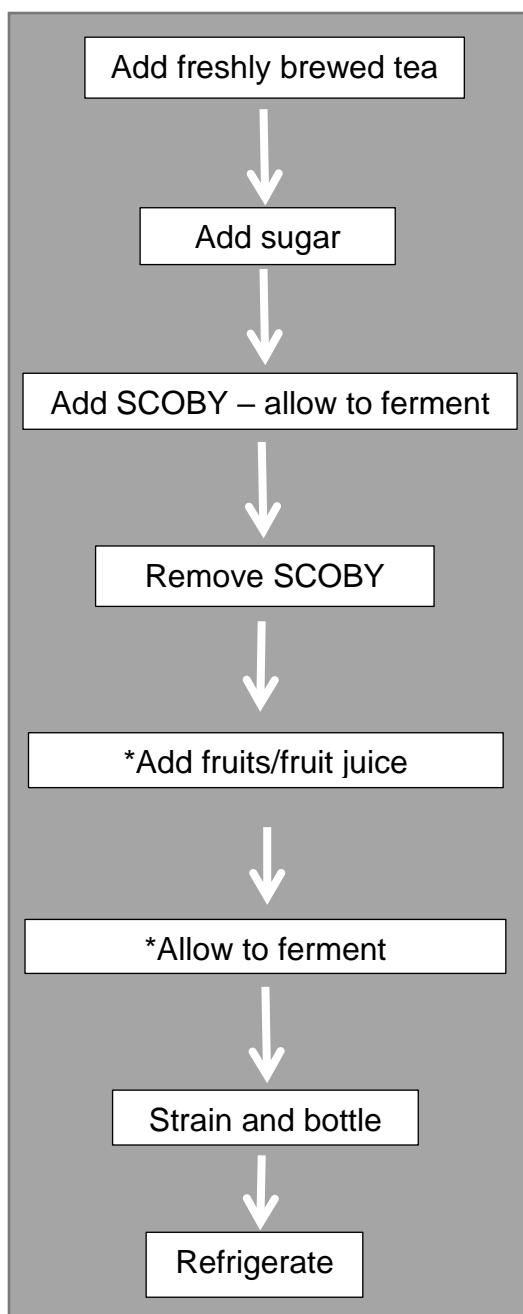 Add freshly brewed tea
Add sugar
Add SCOBY – allow to ferment
Remove SCOBY
*Add fruits/fruit juice
*Allow to ferment
Strain and bottle
Refrigerate